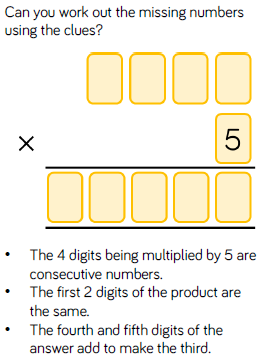 Can you work out the missing numbers
using the clues?
× 5
• The 4 digits being multiplied by 5 are
consecutive numbers.
• The first 2 digits of the product are
the same.
• The fourth and fifth digits of the
answer add to make the third.